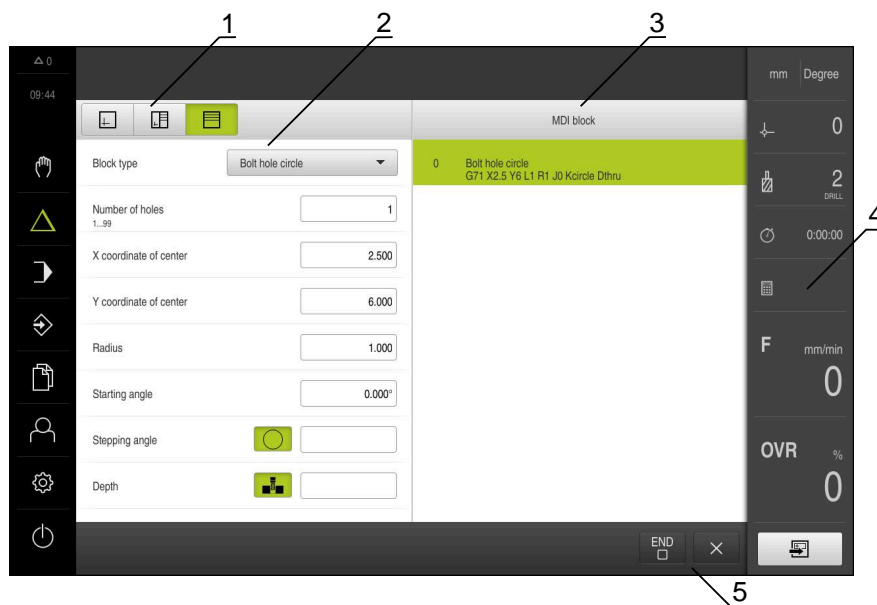 1
2
3
0
09:44
mm
Degree
MDI block
0
Block type
Bolt hole circle
0
Bolt hole circle
G71 X2.5 Y6 L1 R1 J0 Kcircle Dthru
2
DRILL
Number of holes
1...99
1
4
0:00:00
X coordinate of center
2.500
Y coordinate of center
6.000
Radius
1.000
F
mm/min
0
Starting angle
0.000°
Stepping angle
OVR
%
0
Depth
END
5